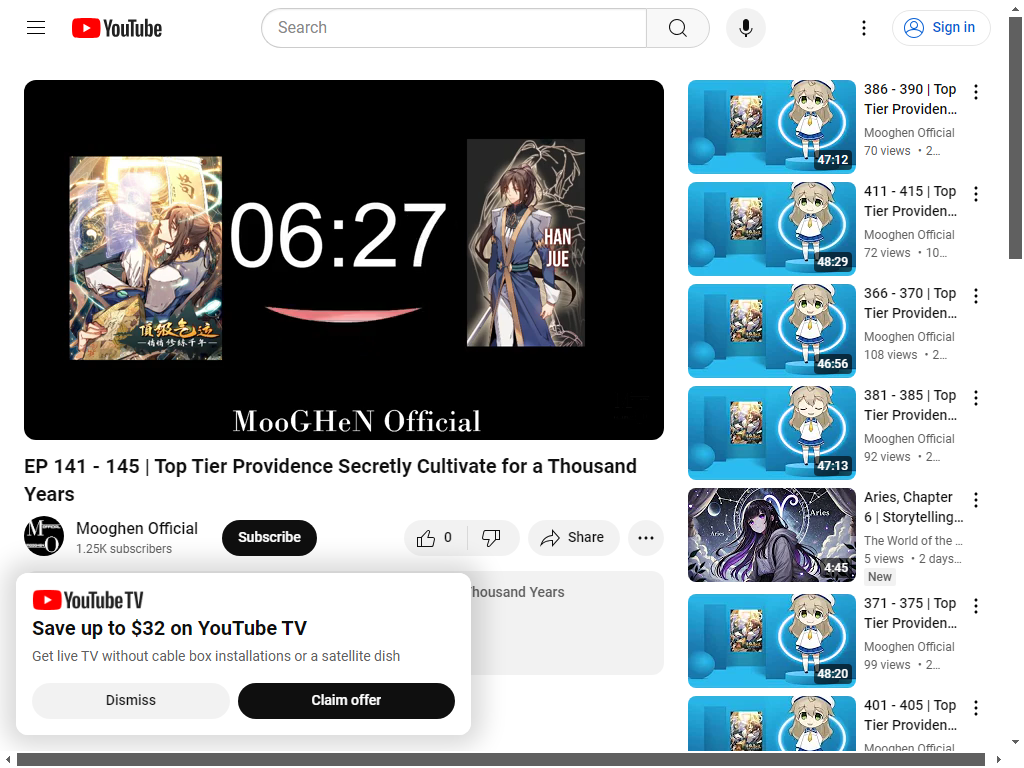 YouTube
Search
Sign in
06:27
HAN
JUE
頂級气运
悄悄修练千年
MooGHeN Official
EP 141 - 145 | Top Tier Providence Secretly Cultivate for a Thousand
Years
Mooghen Official
1.25K subscribers
Subscribe
0
Share
...housand Years
YouTube TV
Save up to $32 on YouTube TV
Get live TV without cable box installations or a satellite dish
Dismiss
Claim offer
386 - 390 | Top
Tier Providen...
Mooghen Official
70 views • 2...
47:12
411 - 415 | Top
Tier Providen...
Mooghen Official
72 views • 10...
48:29
366 - 370 | Top
Tier Providen...
Mooghen Official
108 views • 2...
46:56
381 - 385 | Top
Tier Providen...
Mooghen Official
92 views • 2...
47:13
Aries, Chapter
6 | Storytelling...
The World of the ...
5 views • 2 days...
New
Aries
Aries
4:45
371 - 375 | Top
Tier Providen...
Mooghen Official
99 views • 2...
48:20
401 - 405 | Top
Tier Providen...
Mooghen Official